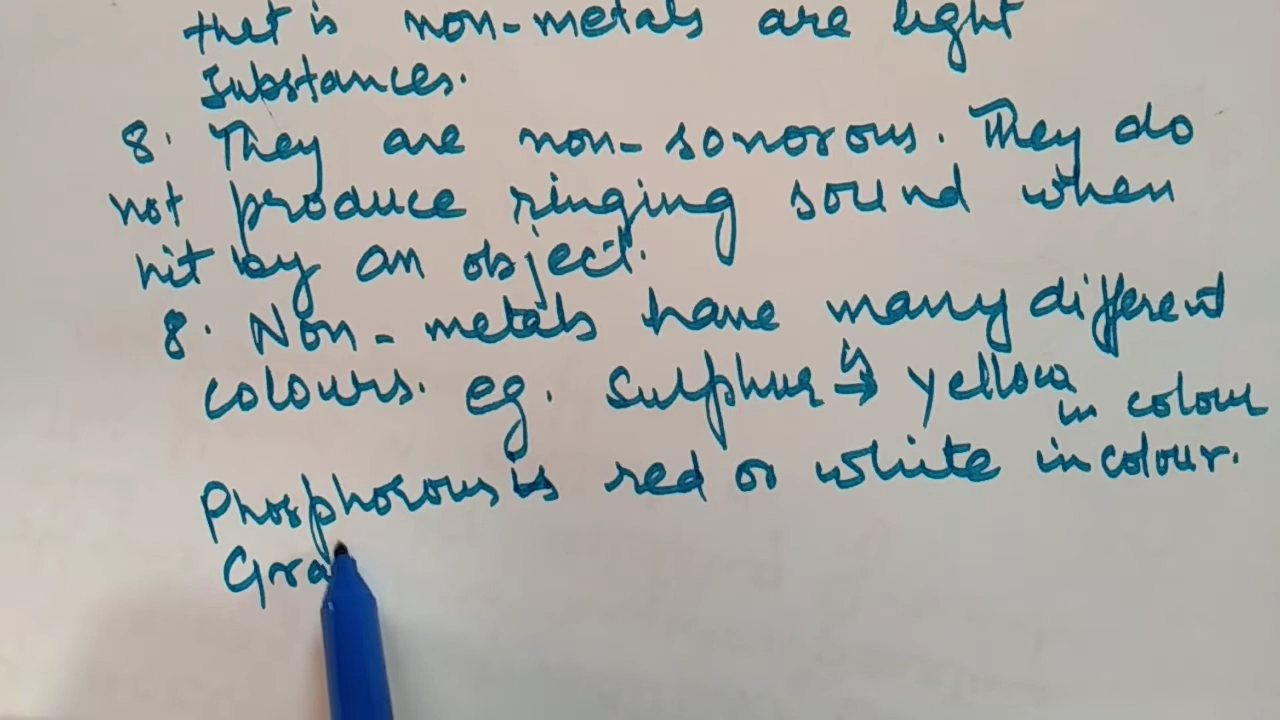 that is non-metals are light
substances.
8. They are non-sonorous. They do
not produce ringing sound when
hit by an object.
8. Non-metals have many different
colours. eg. Sulphur is → yellow in colour
Phosphorous is red or white in colour.
Gra